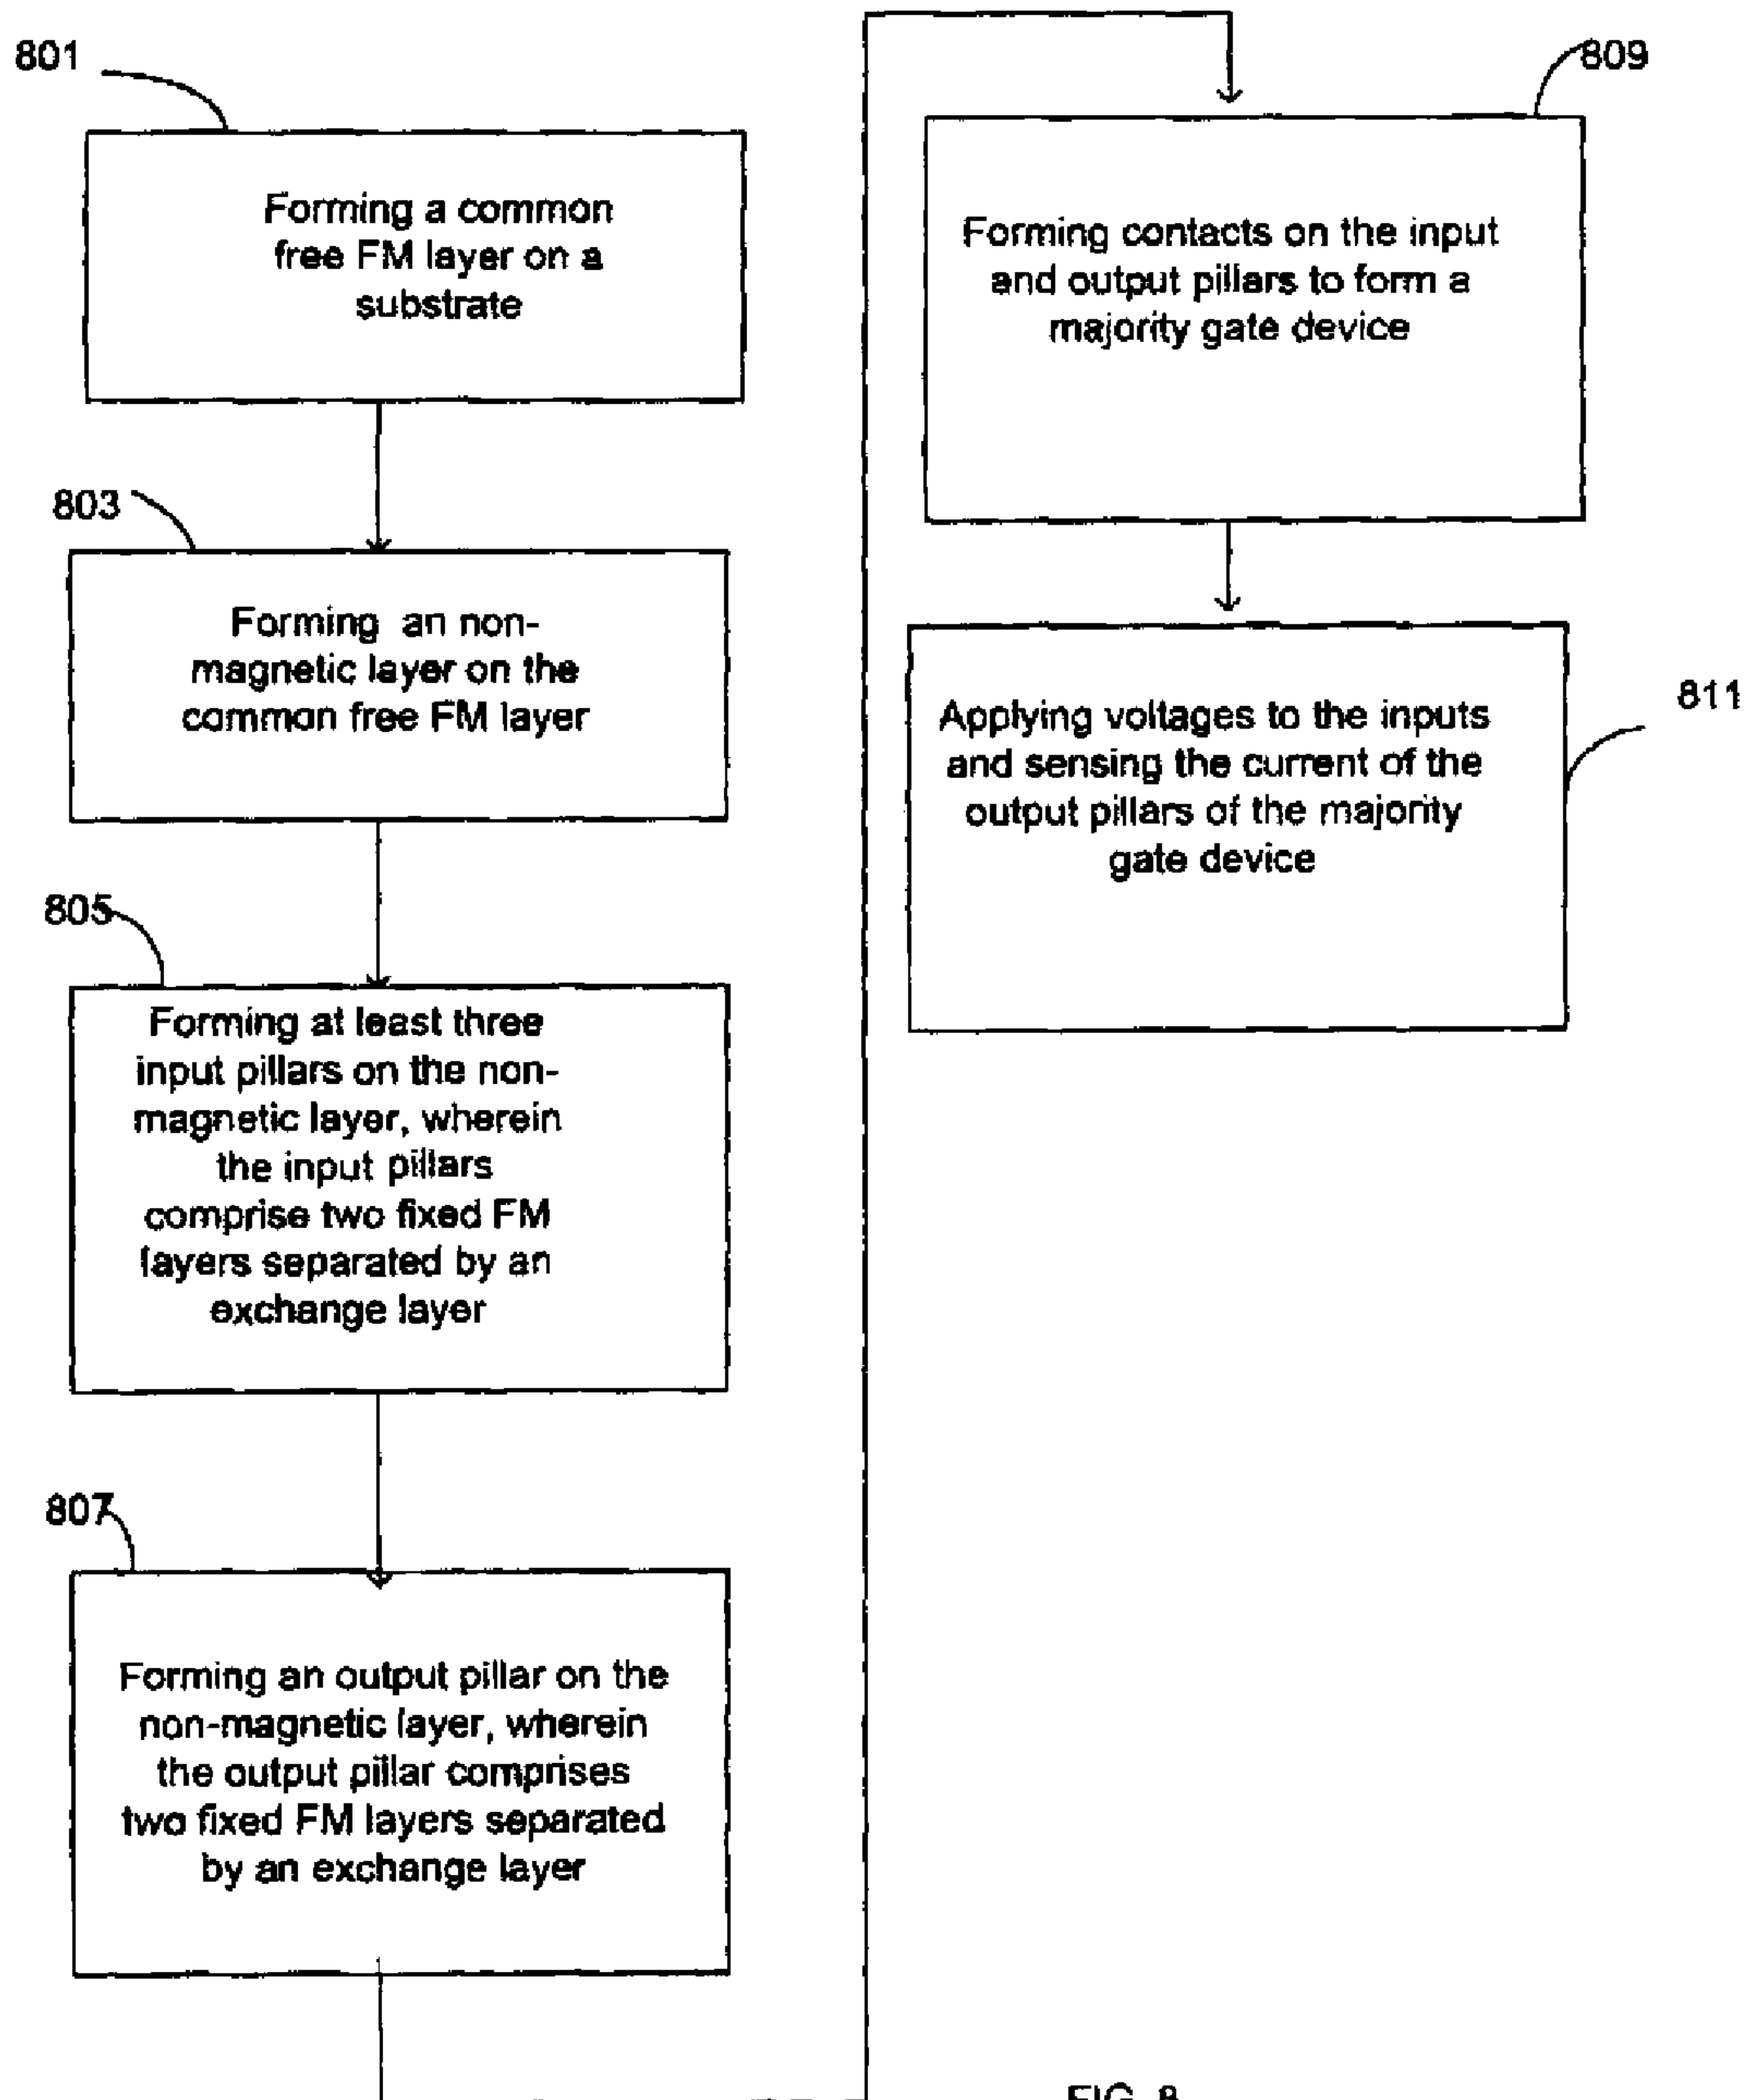 801
Forming a common
free FM layer on a
substrate
803
Forming an non-
magnetic layer on the
common free FM layer
805
Forming at least three
input pillars on the non-
magnetic layer, wherein
the input pillars
comprise two fixed FM
layers separated by an
exchange layer
807
Forming an output pillar on the
non-magnetic layer, wherein
the output pillar comprises
two fixed FM layers separated
by an exchange layer
809
Forming contacts on the input
and output pillars to form a
majority gate device
811
Applying voltages to the inputs
and sensing the current of the
output pillars of the majority
gate device
FIG. 8